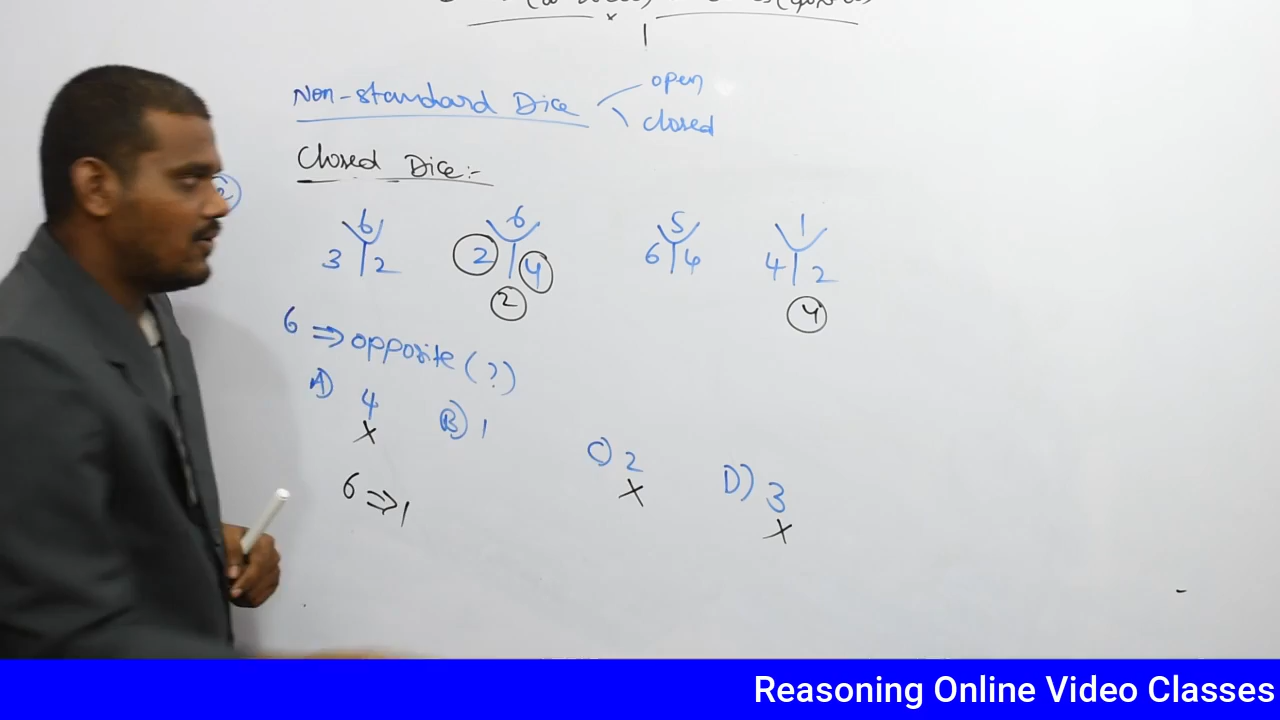 Non-standard Dice open
closed
Closed Dice:-
2
6 6 5 1
3 2 2 4 6 4 4 2
2 4
6 ⇒ opposite (?)
A) 4 B) 1 C) 2 D) 3
x x x
6 ⇒ 1
Reasoning Online Video Classes